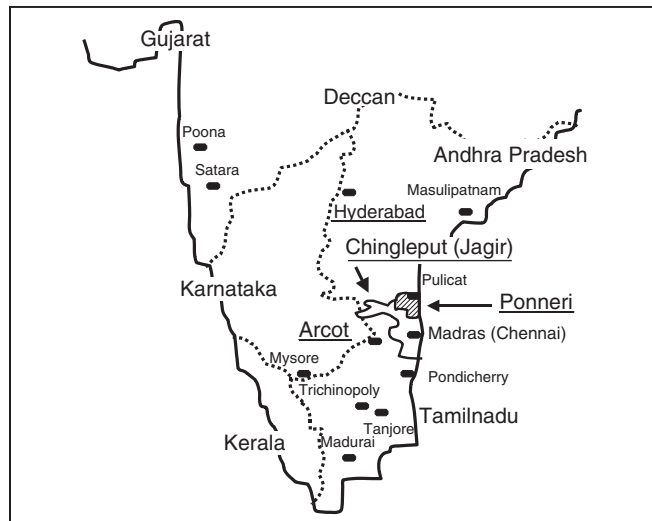 Gujarat
Deccan
Poona
Andhra Pradesh
Satara
Masulipatnam
Hyderabad
Chingleput (Jagir)
Pulicat
Karnataka
Ponneri
Arcot
Madras (Chennai)
Mysore
Pondicherry
Trichinopoly
Tamilnadu
Tanjore
Kerala
Madurai